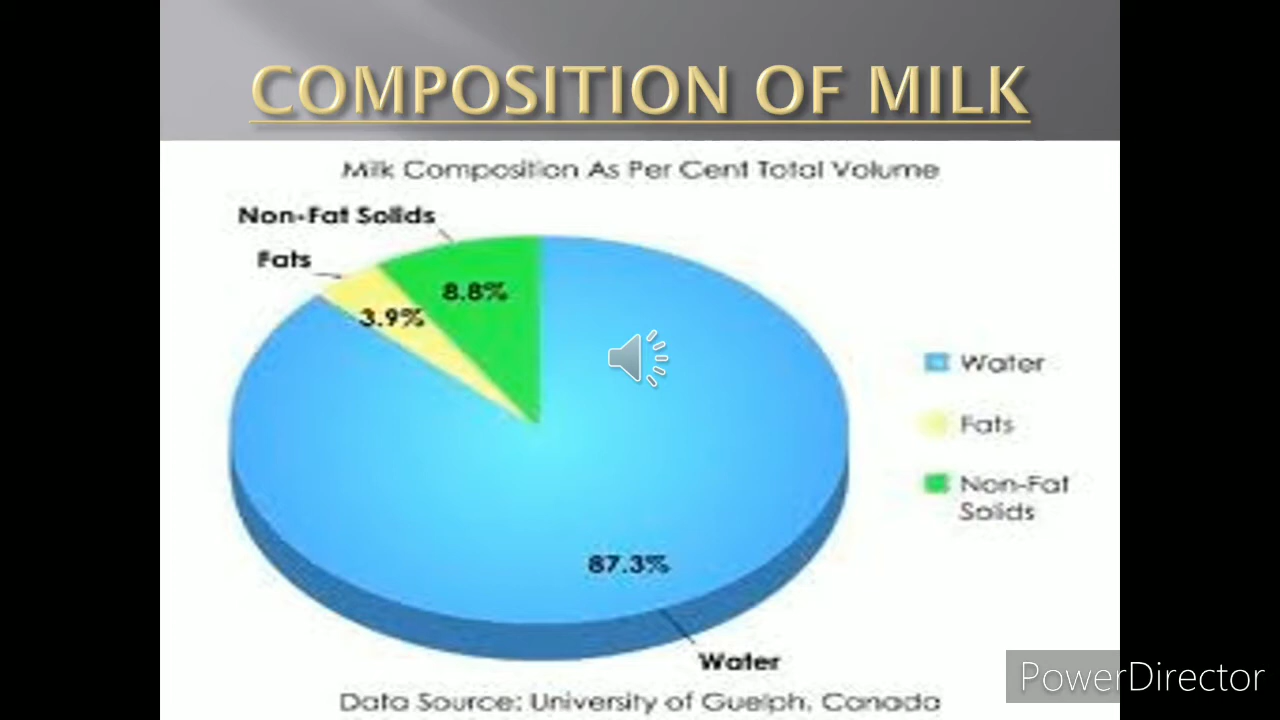 COMPOSITION OF MILK
Milk Composition As Per Cent Total Volume
Non-Fat Solids
Fats
8.8%
3.9%
Water
Fats
Non-Fat
Solids
87.3%
Water
Data Source: University of Guelph, Canada
PowerDirector